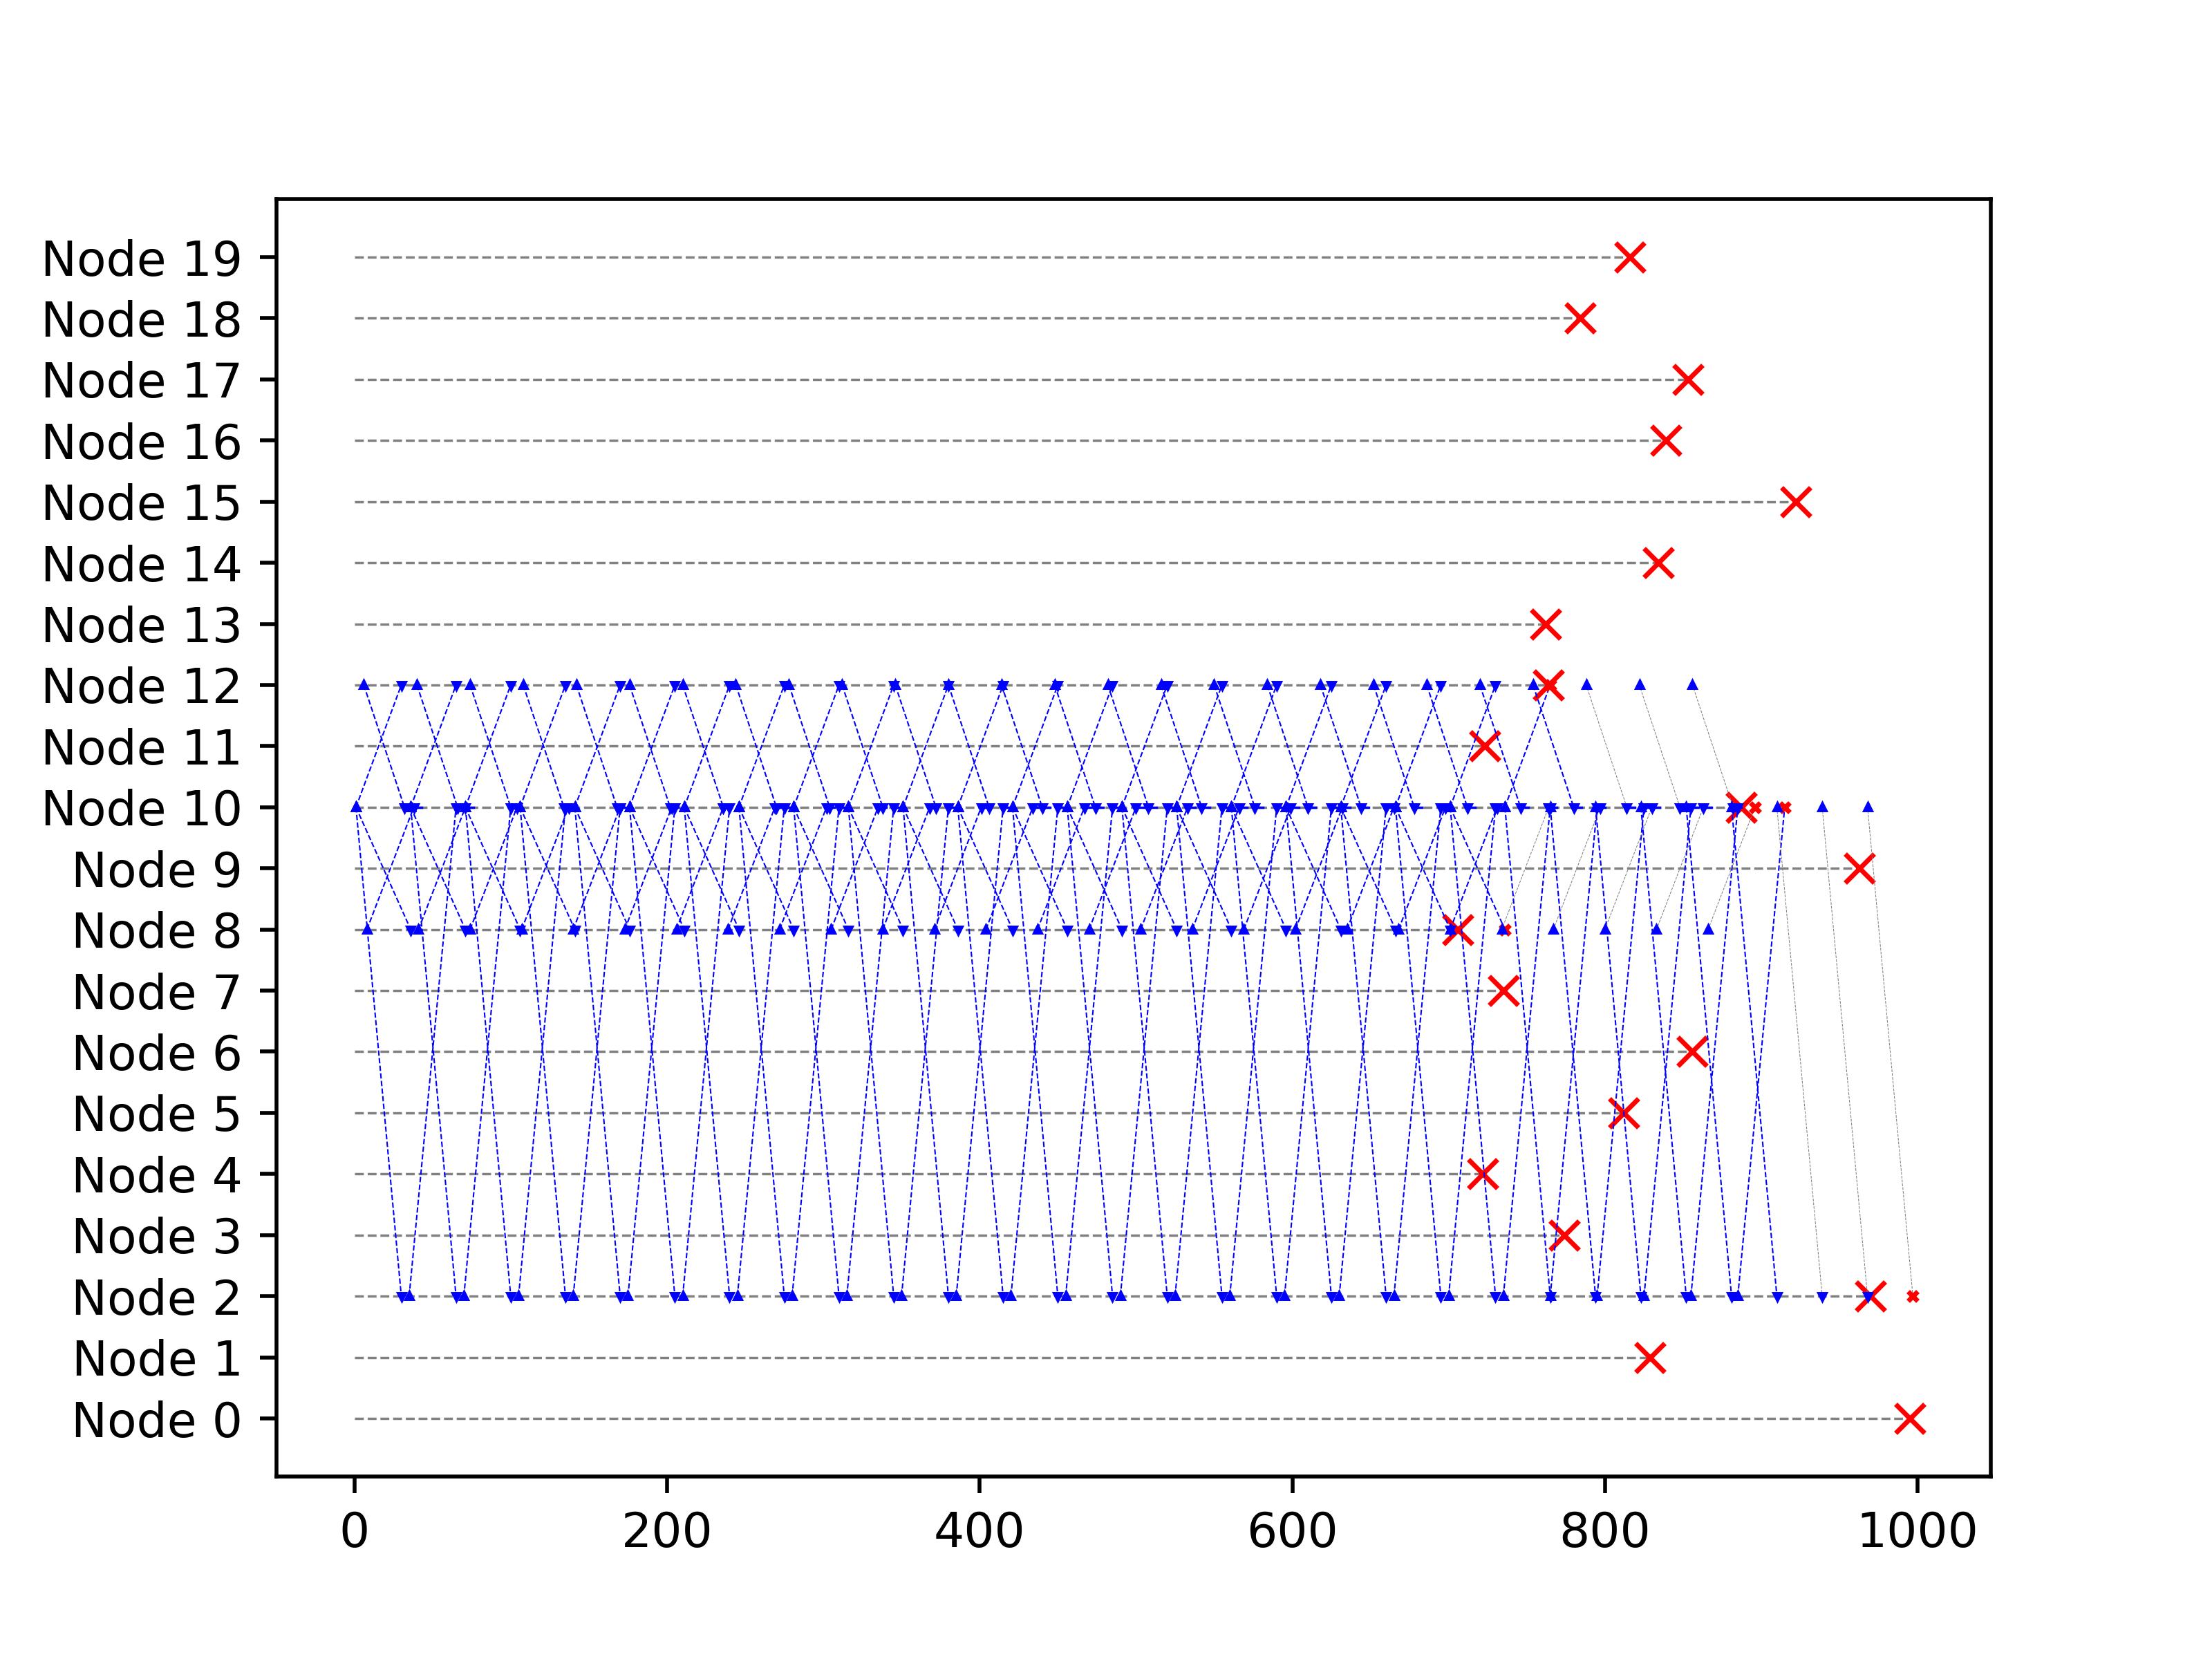 Node 19
Node 18
Node 17
Node 16
Node 15
Node 14
Node 13
Node 12
Node 11
Node 10
Node 9
Node 8
Node 7
Node 6
Node 5
Node 4
Node 3
Node 2
Node 1
Node 0
0 200 400 600 800 1000